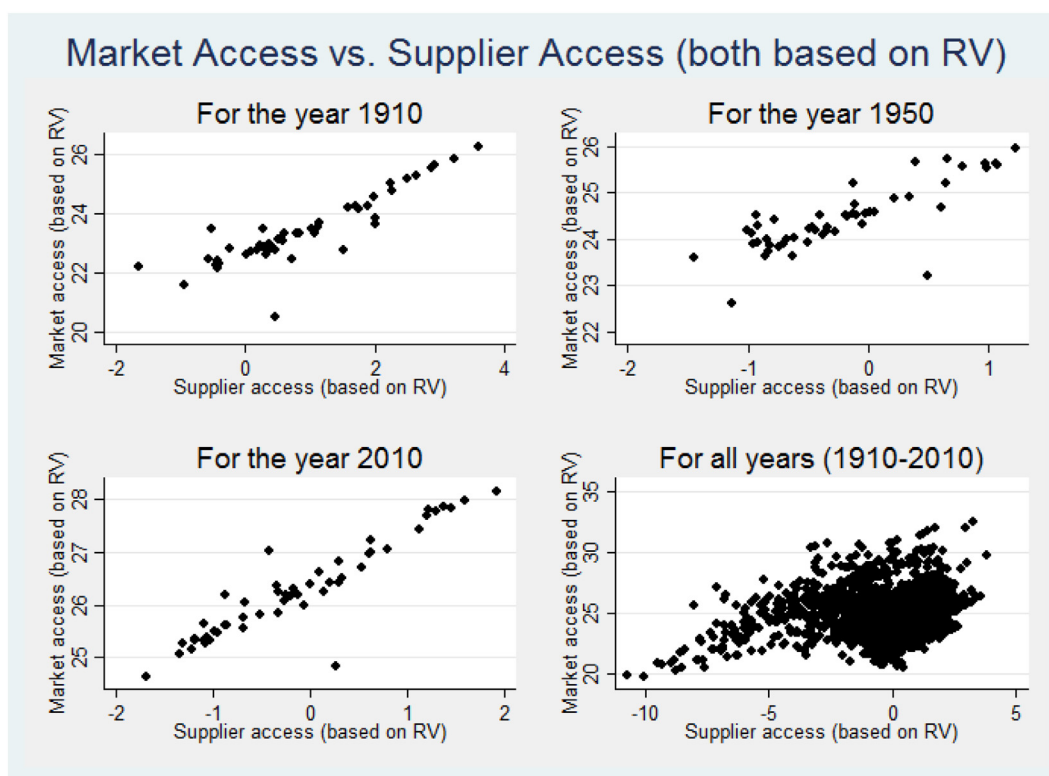 Market Access vs. Supplier Access (both based on RV)
For the year 1910
Market access (based on RV)
20 22 24 26
-2 0 2 4
Supplier access (based on RV)
For the year 1950
Market access (based on RV)
22 23 24 25 26
-2 -1 0 1
Supplier access (based on RV)
For the year 2010
Market access (based on RV)
25 26 27 28
-2 -1 0 1 2
Supplier access (based on RV)
For all years (1910-2010)
Market access (based on RV)
20 25 30 35
-10 -5 0 5
Supplier access (based on RV)